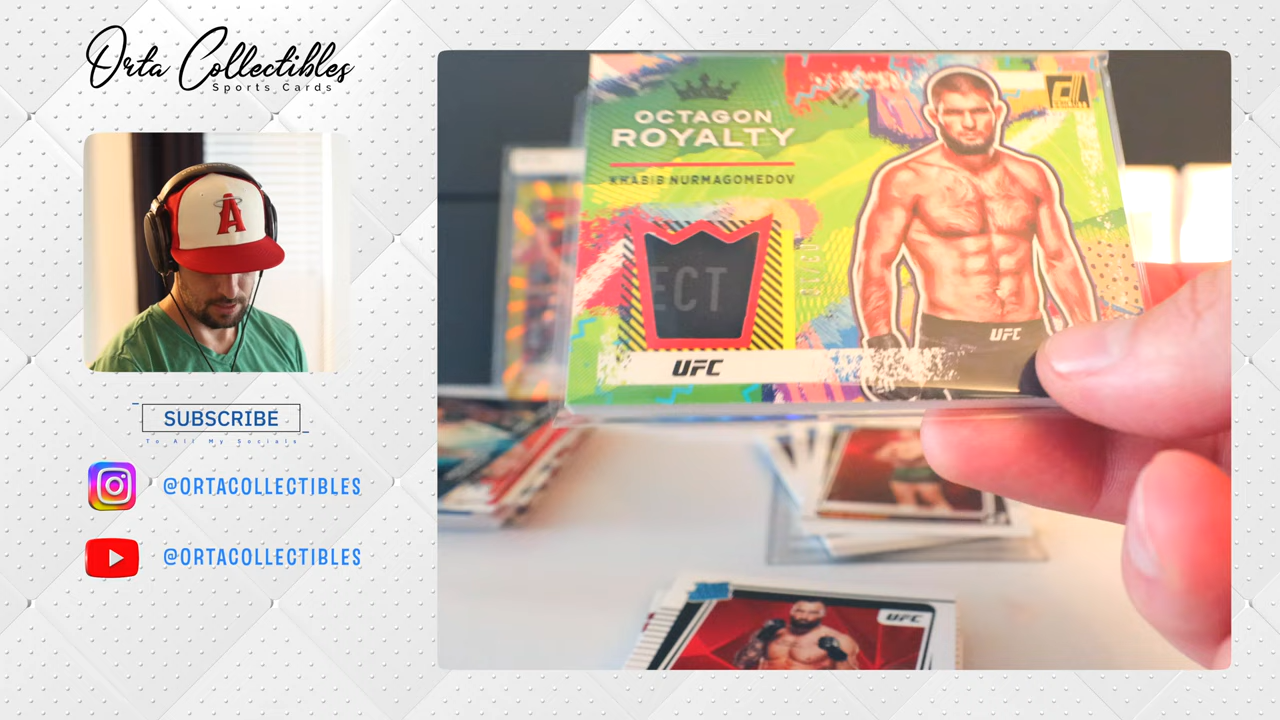 Orta Collectibles
Sports Cards
A
SUBSCRIBE
To All My Socials
@ORTACOLLECTIBLES
@ORTACOLLECTIBLES
OCTAGON
ROYALTY
KHABIB NURMAGOMEDOV
ECT
UFC
UFC
UFC